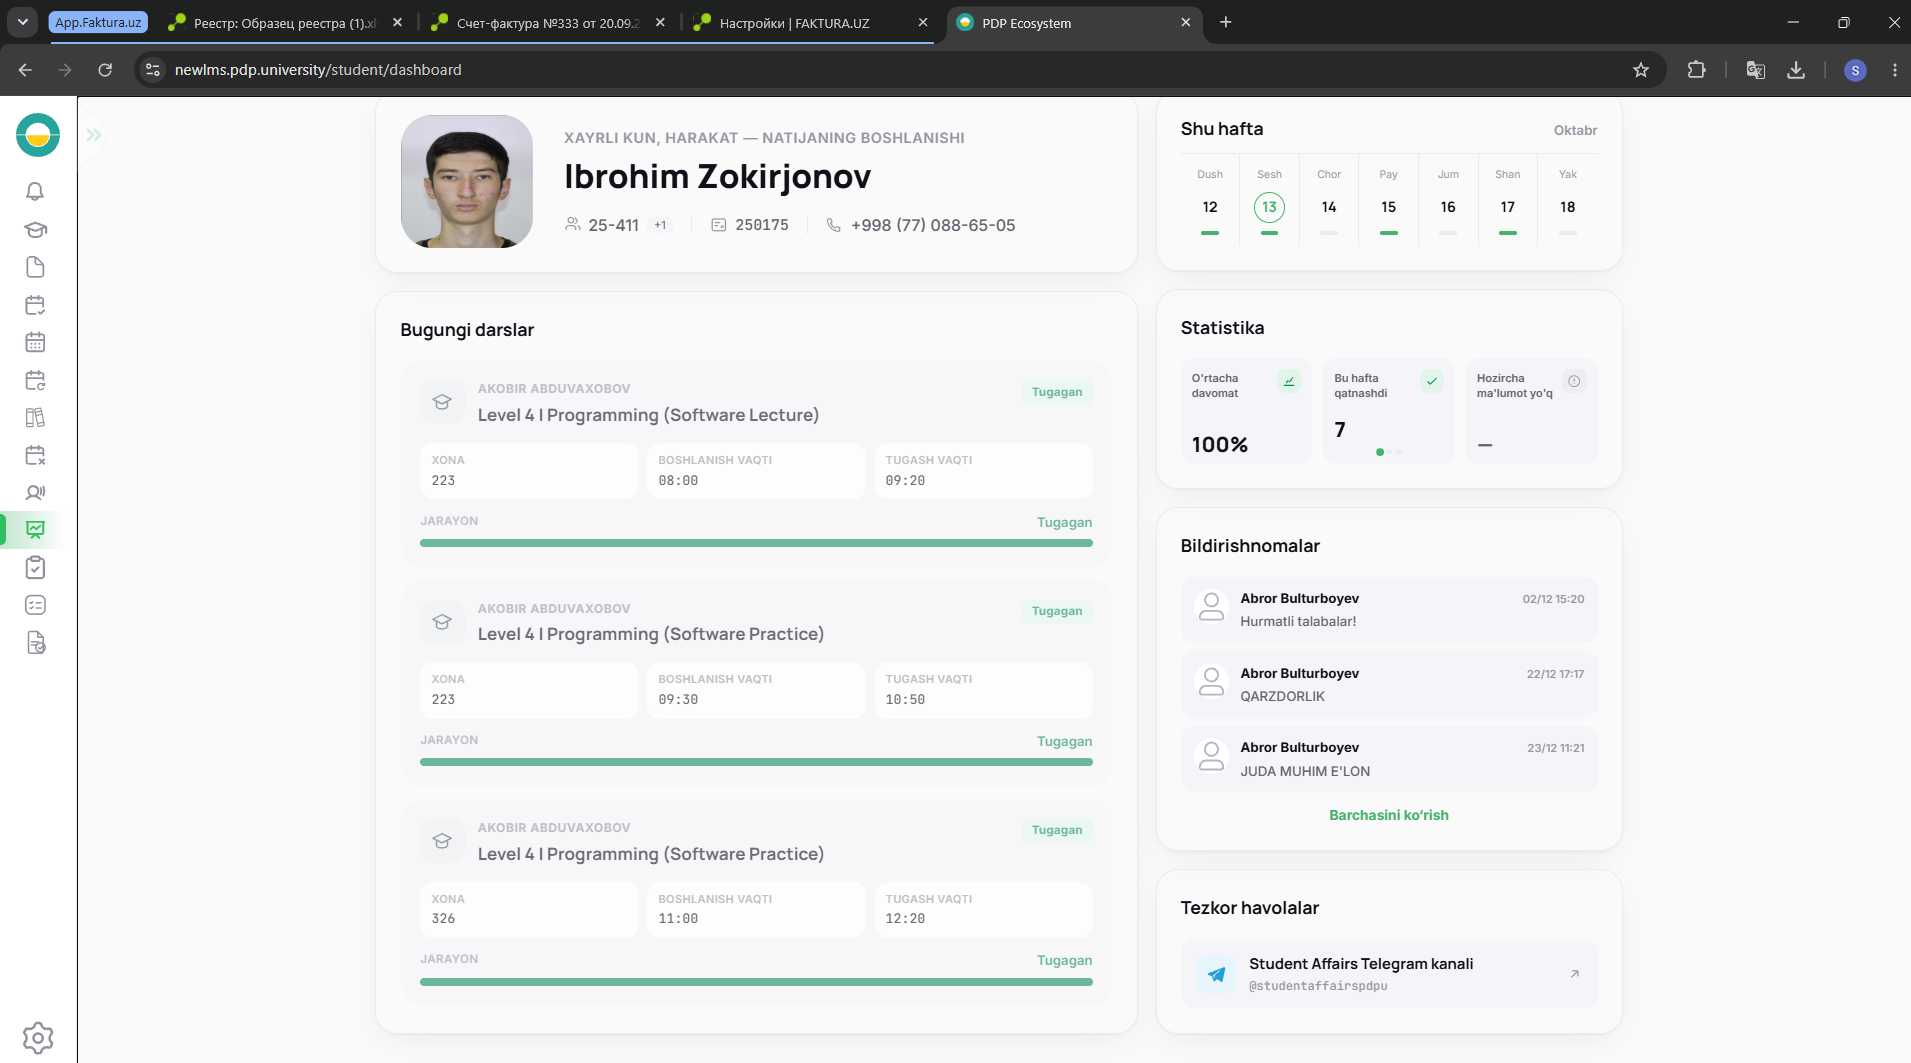 App.Faktura.uz
Реестр: Образец реестра (1).xl
Счет-фактура №333 от 20.09.2
Настройки | FAKTURA.UZ
PDP Ecosystem
newlms.pdp.university/student/dashboard
S
XAYRLI KUN, HARAKAT — NATIJANING BOSHLANISHI
Ibrohim Zokirjonov
25-411 +1 250175 +998 (77) 088-65-05
Shu hafta
Oktabr
Dush Sesh Chor Pay Jum Shan Yak
12 13 14 15 16 17 18
Bugungi darslar
AKOBIR ABDUVAXOBOV
Tugagan
Level 4 | Programming (Software Lecture)
XONA BOSHLANISH VAQTI TUGASH VAQTI
223 08:00 09:20
JARAYON Tugagan
AKOBIR ABDUVAXOBOV
Tugagan
Level 4 | Programming (Software Practice)
XONA BOSHLANISH VAQTI TUGASH VAQTI
223 09:30 10:50
JARAYON Tugagan
AKOBIR ABDUVAXOBOV
Tugagan
Level 4 | Programming (Software Practice)
XONA BOSHLANISH VAQTI TUGASH VAQTI
326 11:00 12:20
JARAYON Tugagan
Statistika
O'rtacha
davomat
100%
Bu hafta
qatnashdi
7
Hozircha
ma'lumot yo'q
—
Bildirishnomalar
Abror Bulturboyev 02/12 15:20
Hurmatli talabalar!
Abror Bulturboyev 22/12 17:17
QARZDORLIK
Abror Bulturboyev 23/12 11:21
JUDA MUHIM E'LON
Barchasini ko‘rish
Tezkor havolalar
Student Affairs Telegram kanali
@studentaffairspdpu